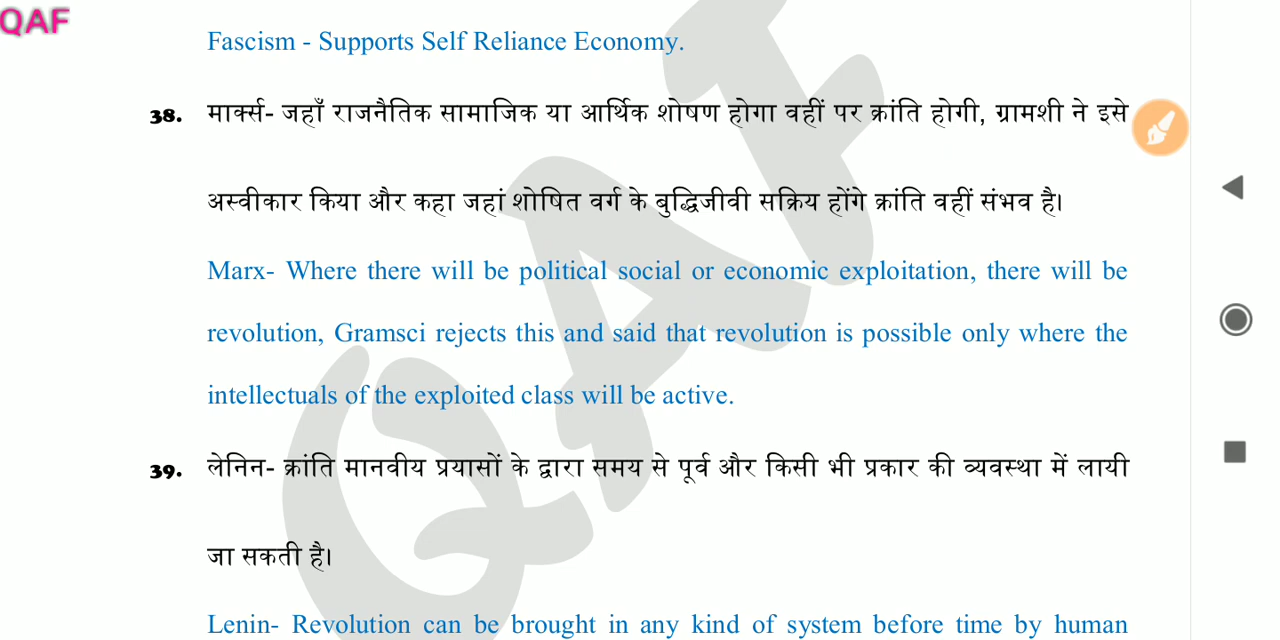 QAF
Fascism - Supports Self Reliance Economy.
38. मार्क्स- जहाँ राजनैतिक सामाजिक या आर्थिक शोषण होगा वहीं पर क्रांति होगी, ग्रामशी ने इसे
अस्वीकार किया और कहा जहां शोषित वर्ग के बुद्धिजीवी सक्रिय होंगे क्रांति वहीं संभव है।
Marx- Where there will be political social or economic exploitation, there will be
revolution, Gramsci rejects this and said that revolution is possible only where the
intellectuals of the exploited class will be active.
39. लेनिन- क्रांति मानवीय प्रयासों के द्वारा समय से पूर्व और किसी भी प्रकार की व्यवस्था में लायी
जा सकती है।
Lenin- Revolution can be brought in any kind of system before time by human
QAF